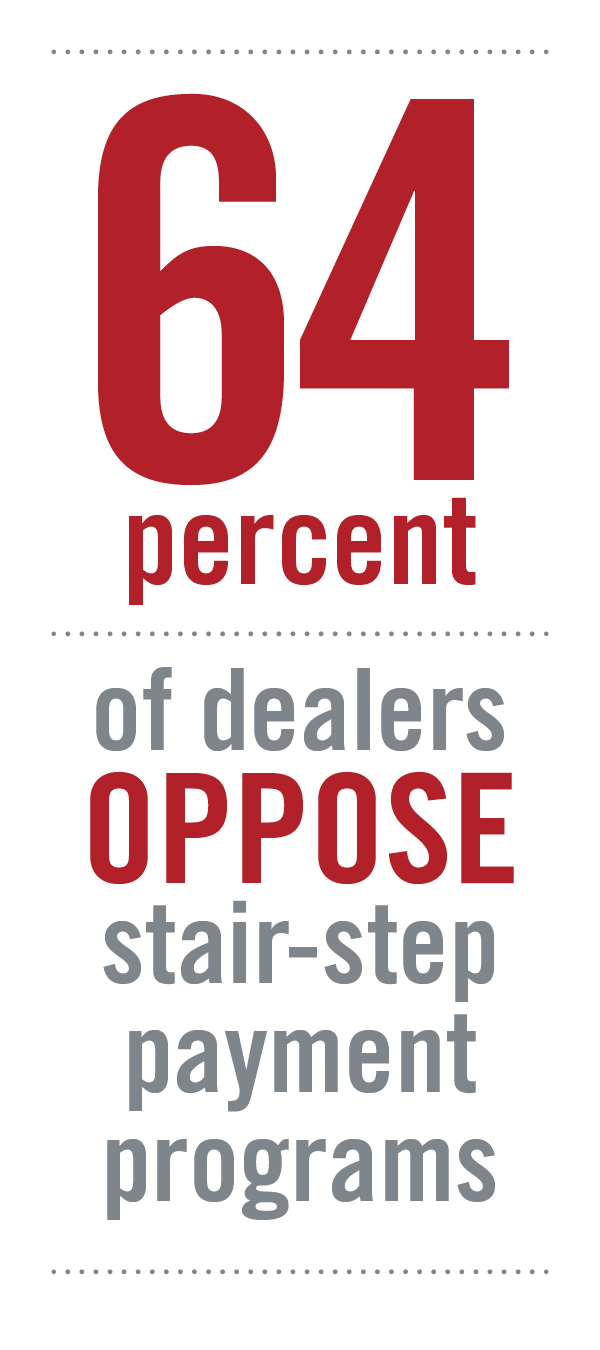 64
percent
of dealers
OPPOSE
stair-step
payment
programs